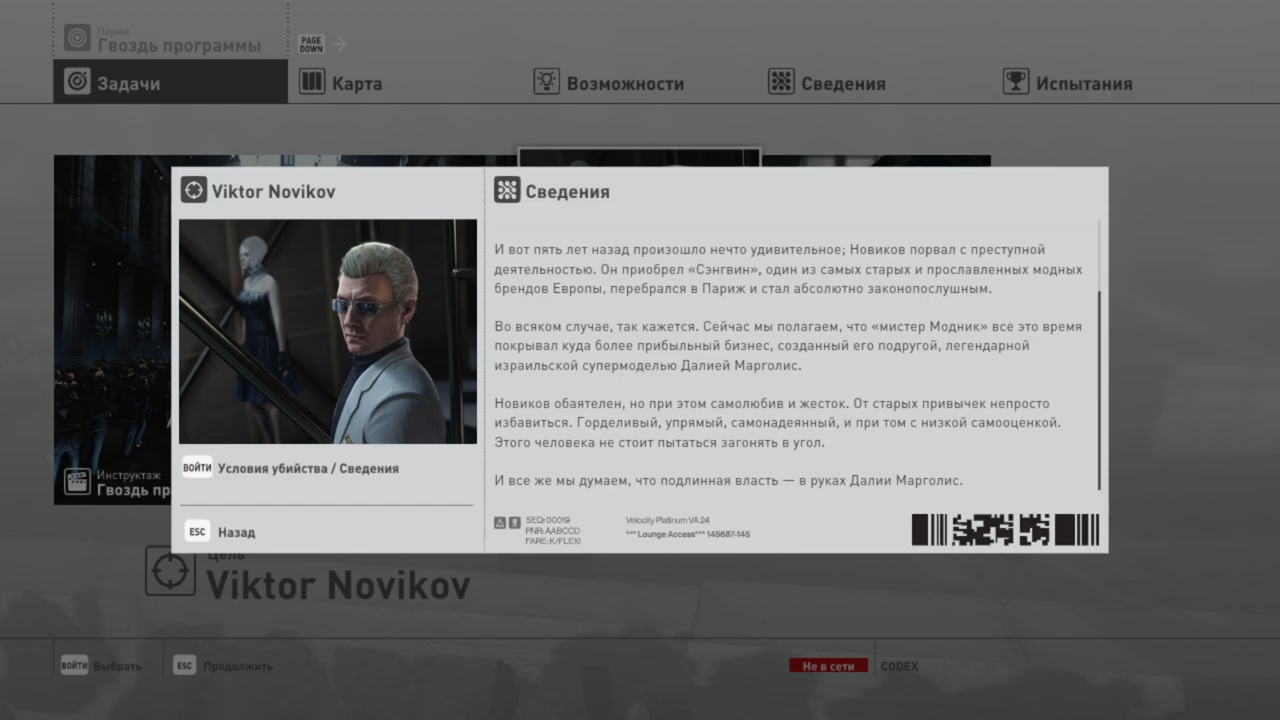 Париж
Гвоздь программы
PAGE DOWN
Задачи
Карта
Возможности
Сведения
Испытания
Viktor Novikov
Сведения
И вот пять лет назад произошло нечто удивительное; Новиков порвал с преступной
деятельностью. Он приобрел «Сэнгвин», один из самых старых и прославленных модных
брендов Европы, перебрался в Париж и стал абсолютно законопослушным.
Во всяком случае, так кажется. Сейчас мы полагаем, что «мистер Модник» все это время
покрывал куда более прибыльный бизнес, созданный его подругой, легендарной
израильской супермоделью Далией Марголис.
Новиков обаятелен, но при этом самолюбив и жесток. От старых привычек непросто
избавиться. Горделивый, упрямый, самонадеянный, и при том с низкой самооценкой.
Этого человека не стоит пытаться загонять в угол.
И все же мы думаем, что подлинная власть — в руках Далии Марголис.
ВОЙТИ Условия убийства / Сведения
ESC Назад
SEQ: 00019
PNR: AABCCD
FARE: K/FLEXI
Velocity Platinum VA 24
*** Lounge Access*** 145687-145
Инструктаж
Гвоздь пр
Цель
Viktor Novikov
ВОЙТИ Выбрать
ESC Продолжить
Не в сети
CODEX